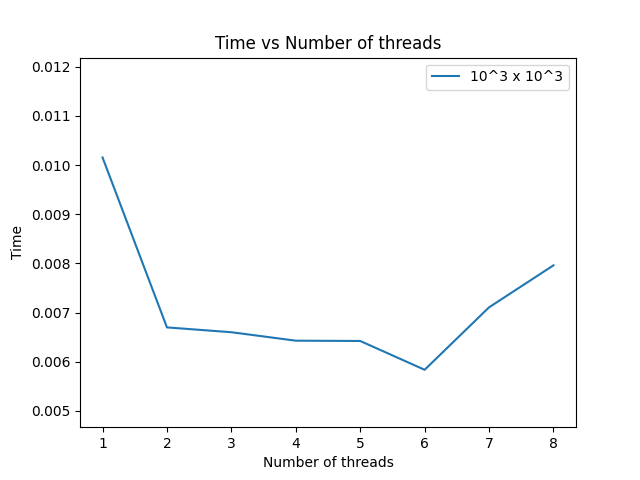 Time vs Number of threads
10^3 x 10^3
0.012
0.011
0.010
0.009
0.008
0.007
0.006
0.005
Time
1 2 3 4 5 6 7 8
Number of threads